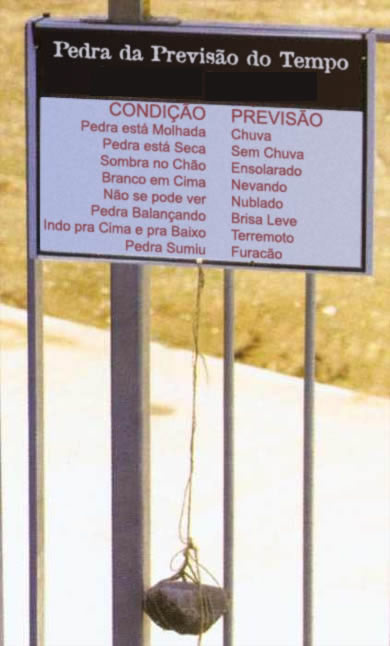 Pedra da Previsão do Tempo
CONDIÇÃO PREVISÃO
Pedra está Molhada Chuva
Pedra está Seca Sem Chuva
Sombra no Chão Ensolarado
Branco em Cima Nevando
Não se pode ver Nublado
Pedra Balançando Brisa Leve
Indo pra Cima e pra Baixo Terremoto
Pedra Sumiu Furacão